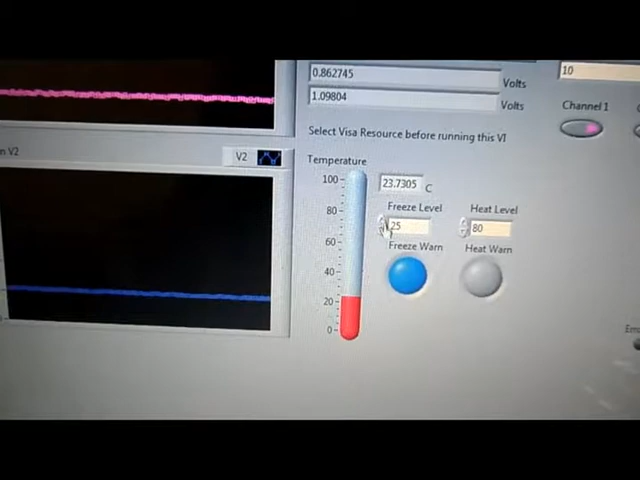 0.862745
Volts
10
1.09804
Volts
Channel 1
Select Visa Resource before running this VI
V2
V2
Temperature
100
23.7305 C
80
60
40
20
0
Freeze Level
Heat Level
25
80
Freeze Warn
Heat Warn